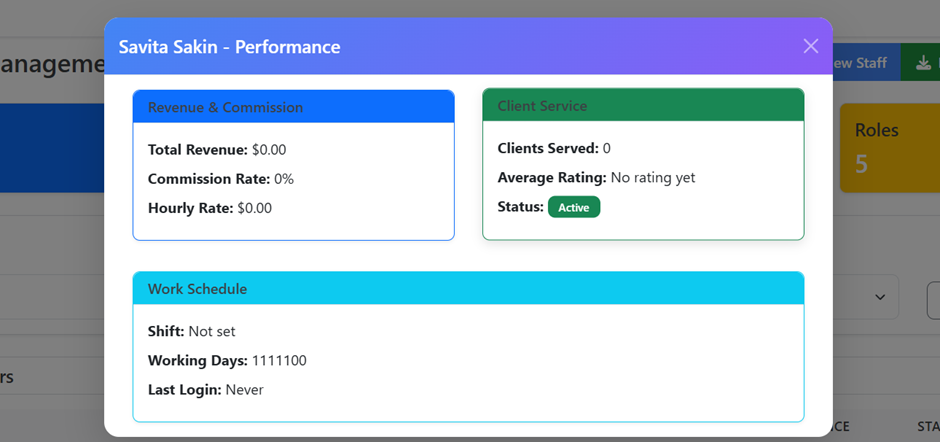 Savita Sakin - Performance
anageme
ew Staff
Revenue & Commission
Total Revenue: $0.00
Commission Rate: 0%
Hourly Rate: $0.00
Client Service
Clients Served: 0
Average Rating: No rating yet
Status: Active
Roles
5
Work Schedule
Shift: Not set
Working Days: 1111100
Last Login: Never
rs
CE
STA